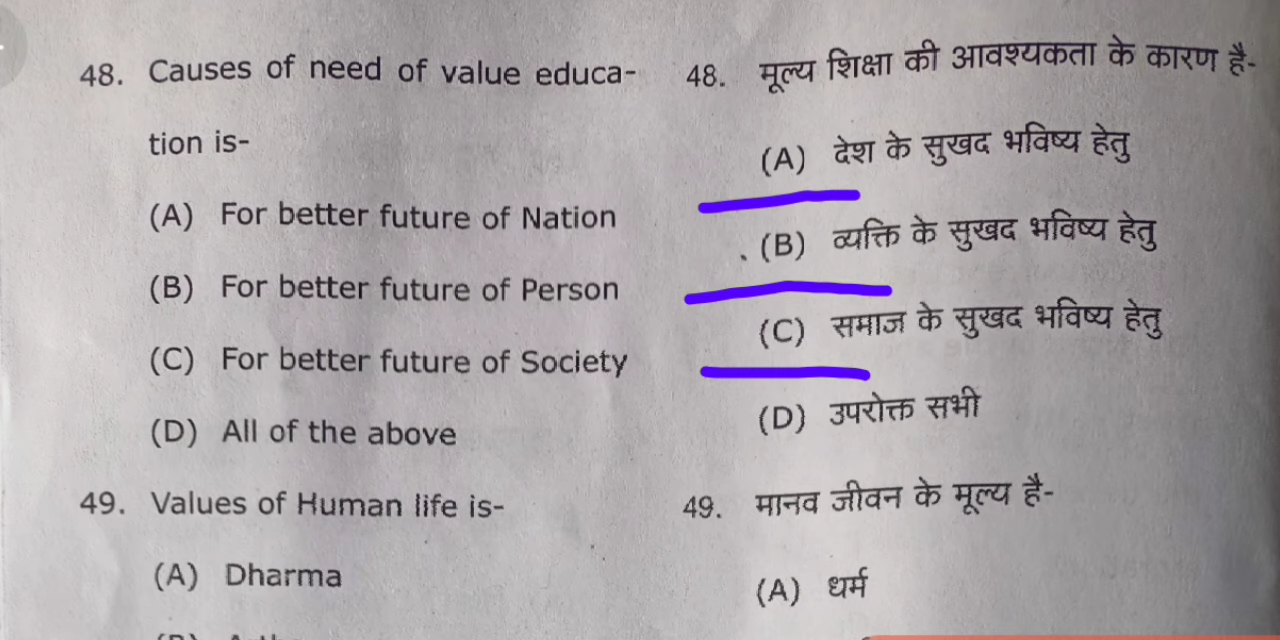 48. Causes of need of value educa-
tion is-
(A) For better future of Nation
(B) For better future of Person
(C) For better future of Society
(D) All of the above
49. Values of Human life is-
(A) Dharma
48. मूल्य शिक्षा की आवश्यकता के कारण है-
(A) देश के सुखद भविष्य हेतु
(B) व्यक्ति के सुखद भविष्य हेतु
(C) समाज के सुखद भविष्य हेतु
(D) उपरोक्त सभी
49. मानव जीवन के मूल्य है-
(A) धर्म